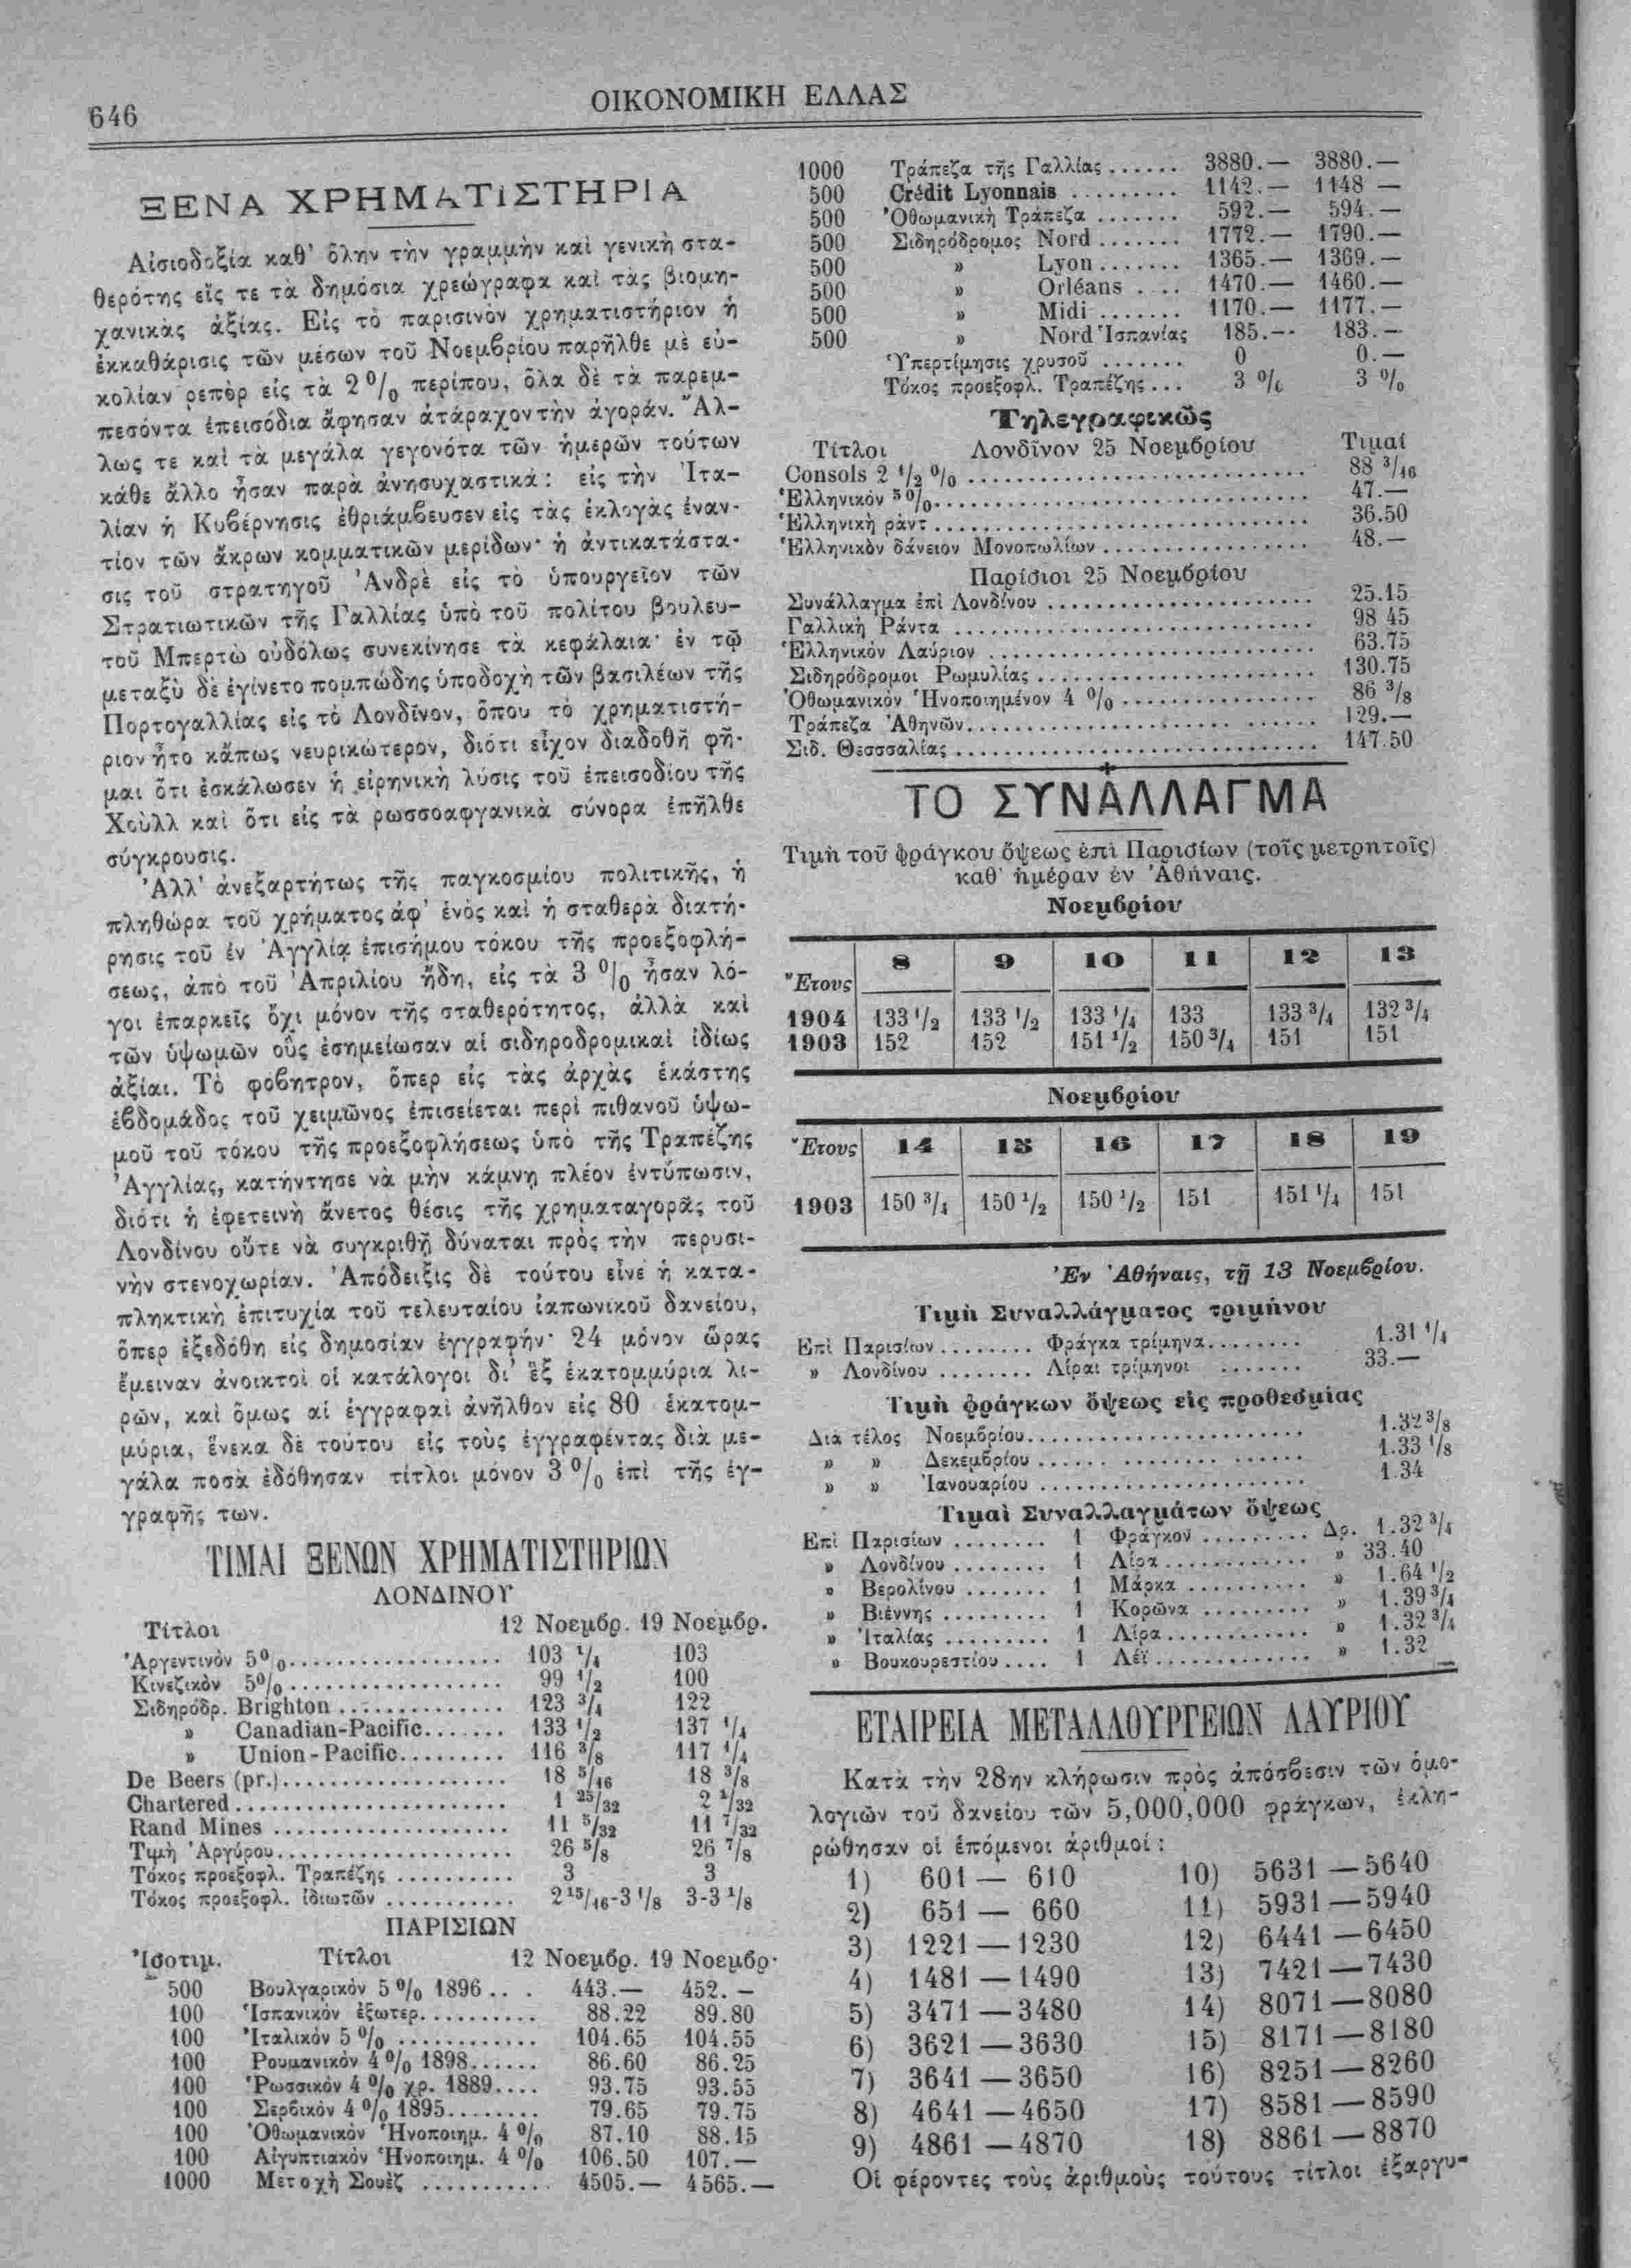 646
ΟΙΚΟΝΟΜΙΚΗ ΕΛΛΑΣ
ΞΕΝΑ ΧΡΗΜΑΤΙΣΤΗΡΙΑ
Αἰσιοδοξία καθ' ὅλην τὴν γραμμὴν καὶ γενικὴ στα-
θερότης εἴς τε τὰ δημόσια χρεώγραφα καὶ τὰς βιομη-
χανικὰς ἀξίας. Εἰς τὸ παρισινὸν χρηματιστήριον ἡ
ἐκκαθάρισις τῶν μέσων τοῦ Νοεμβρίου παρῆλθε μὲ εὐ-
κολίαν ρεπὸρ εἰς τὰ 2 % περίπου, ὅλα δὲ τὰ παρεμ-
πεσόντα ἐπεισόδια ἄφησαν ἀτάραχον τὴν ἀγοράν. Ἄλ-
λως τε καὶ τὰ μεγάλα γεγονότα τῶν ἡμερῶν τούτων
κάθε ἄλλο ἦσαν παρὰ ἀνησυχαστικά: εἰς τὴν Ἰτα-
λίαν ἡ Κυβέρνησις ἐθριάμβευσεν εἰς τὰς ἐκλογὰς ἐναν-
τίον τῶν ἄκρων κομματικῶν μερίδων· ἡ ἀντικατάστα-
σις τοῦ στρατηγοῦ Ἀνδρὲ εἰς τὸ ὑπουργεῖον τῶν
Στρατιωτικῶν τῆς Γαλλίας ὑπὸ τοῦ πολίτου βουλευ-
τοῦ Μπερτὼ οὐδόλως συνεκίνησε τὰ κεφάλαια· ἐν τῷ
μεταξὺ δὲ ἐγίνετο πομπώδης ὑποδοχὴ τῶν βασιλέων τῆς
Πορτογαλλίας εἰς τὸ Λονδῖνον, ὅπου τὸ χρηματιστή-
ριον ἦτο κἄπως νευρικώτερον, διότι εἶχον διαδοθῆ φῆ-
μαι ὅτι ἐσκάλωσεν ἡ εἰρηνικὴ λύσις τοῦ ἐπεισοδίου τῆς
Χοὺλλ καὶ ὅτι εἰς τὰ ρωσσοαφγανικὰ σύνορα ἐπῆλθε
σύγκρουσις.
Ἀλλ' ἀνεξαρτήτως τῆς παγκοσμίου πολιτικῆς, ἡ
πληθώρα τοῦ χρήματος ἀφ' ἑνὸς καὶ ἡ σταθερὰ διατή-
ρησις τοῦ ἐν Ἀγγλίᾳ ἐπισήμου τόκου τῆς προεξοφλή-
σεως, ἀπὸ τοῦ Ἀπριλίου ἤδη, εἰς τὰ 3 % ἦσαν λό-
γοι ἐπαρκεῖς ὄχι μόνον τῆς σταθερότητος, ἀλλὰ καὶ
τῶν ὑψωμῶν οὓς ἐσημείωσαν αἱ σιδηροδρομικαὶ ἰδίως
ἀξίαι. Τὸ φόβητρον, ὅπερ εἰς τὰς ἀρχὰς ἑκάστης
ἑβδομάδος τοῦ χειμῶνος ἐπισείεται περὶ πιθανοῦ ὑψω-
μοῦ τοῦ τόκου τῆς προεξοφλήσεως ὑπὸ τῆς Τραπέζης
Ἀγγλίας, κατήντησε νὰ μὴν κάμνῃ πλέον ἐντύπωσιν,
διότι ἡ ἐφετεινὴ ἄνετος θέσις τῆς χρηματαγορᾶς τοῦ
Λονδίνου οὔτε νὰ συγκριθῇ δύναται πρὸς τὴν περυσι-
νὴν στενοχωρίαν. Ἀπόδειξις δὲ τούτου εἶνε ἡ κατα-
πληκτικὴ ἐπιτυχία τοῦ τελευταίου ἰαπωνικοῦ δανείου,
ὅπερ ἐξεδόθη εἰς δημοσίαν ἐγγραφήν· 24 μόνον ὥρας
ἔμειναν ἀνοικτοὶ οἱ κατάλογοι δι' ἓξ ἑκατομμύρια λι-
ρῶν, καὶ ὅμως αἱ ἐγγραφαὶ ἀνῆλθον εἰς 80 ἑκατομ-
μύρια, ἕνεκα δὲ τούτου εἰς τοὺς ἐγγραφέντας διὰ με-
γάλα ποσὰ ἐδόθησαν τίτλοι μόνον 3 % ἐπὶ τῆς ἐγ-
γραφῆς των.
ΤΙΜΑΙ ΞΕΝΩΝ ΧΡΗΜΑΤΙΣΤΗΡΙΩΝ
ΛΟΝΔΙΝΟΥ
Τίτλοι 12 Νοεμβρ. 19 Νοεμβρ.
Ἀργεντινὸν 5 % .................. 103 1/4 103
Κινεζικὸν 5 % .................. 99 1/2 100
Σιδηρόδρ. Brighton .............. 123 3/4 122
» Canadian-Pacific ....... 133 1/2 137 1/4
» Union-Pacific ......... 116 3/8 117 1/4
De Beers (pr.) ................... 18 5/16 18 3/8
Chartered ....................... 1 25/32 2 1/32
Rand Mines .................... 11 5/32 11 7/32
Τιμὴ Ἀργύρου .................... 26 5/8 26 7/8
Τόκος προεξοφλ. Τραπέζης .......... 3 3
Τόκος προεξοφλ. ἰδιωτῶν ........... 2 15/16-3 1/8 3-3 1/8
ΠΑΡΙΣΙΩΝ
Ἰσοτιμ. Τίτλοι 12 Νοεμβρ. 19 Νοεμβρ.
500 Βουλγαρικόν 5 % 1896 ... 443.— 452.—
100 Ἱσπανικόν ἐξωτερ. ......... 88.22 89.80
100 Ἰταλικόν 5 % ............ 104.65 104.55
100 Ρουμανικόν 4 % 1898 ...... 86.60 86.25
100 Ῥωσσικόν 4 % χρ. 1889 .... 93.75 93.55
100 Σερβικόν 4 % 1895 ........ 79.65 79.75
100 Ὀθωμανικόν Ἡνοποιημ. 4 % 87.10 88.15
100 Αἰγυπτιακόν Ἡνοποιημ. 4 % 106.50 107.—
1000 Μετοχὴ Σουὲζ ........... 4505.— 4565.—
1000 Τράπεζα τῆς Γαλλίας ...... 3880.— 3880.—
500 Crédit Lyonnais .......... 1142.— 1148 —
500 Ὀθωμανικὴ Τράπεζα ....... 592.— 594.—
500 Σιδηρόδρομος Nord ....... 1772.— 1790.—
500 » Lyon ....... 1365.— 1369.—
500 » Orléans .... 1470.— 1460.—
500 » Midi ....... 1170.— 1177.—
500 » Nord Ἱσπανίας 185.— 183.—
Ὑπερτίμησις χρυσοῦ ....... 0 0.—
Τόκος προεξοφλ. Τραπέζης ... 3 % 3 %
Τηλεγραφικῶς
Τίτλοι Λονδῖνον 25 Νοεμβρίου Τιμαί
Consols 2 1/2 % .............................. 88 3/16
Ἑλληνικόν 5 % .............................. 47.—
Ἑλληνικὴ ράντ .............................. 36.50
Ἑλληνικὸν δάνειον Μονοπωλίων ................ 48.—
Παρίσιοι 25 Νοεμβρίου
Συνάλλαγμα ἐπὶ Λονδίνου ...................... 25.15
Γαλλικὴ Ράντα .............................. 98 45
Ἑλληνικόν Λαύριον .......................... 63.75
Σιδηρόδρομοι Ρωμυλίας ....................... 130.75
Ὀθωμανικόν Ἡνοποιημένον 4 % ................ 86 3/8
Τράπεζα Ἀθηνῶν ............................ 129.—
Σιδ. Θεσσσαλίας ............................ 147.50
ΤΟ ΣΥΝΑΛΛΑΓΜΑ
Τιμὴ τοῦ φράγκου ὄψεως ἐπὶ Παρισίων (τοῖς μετρητοῖς)
καθ' ἡμέραν ἐν Ἀθήναις.
Νοεμβρίου
Ἔτους 8 9 10 11 12 13
1904 133 1/2 133 1/2 133 1/4 133 133 3/4 132 3/4
1903 152 152 151 1/2 150 3/4 151 151
Νοεμβρίου
Ἔτους 14 15 16 17 18 19
1903 150 3/4 150 1/2 150 1/2 151 151 1/4 151
Ἐν Ἀθήναις, τῇ 13 Νοεμβρίου.
Τιμὴ Συναλλάγματος τριμήνου
Ἐπὶ Παρισίων ........ Φράγκα τρίμηνα ........ 1.31 1/4
» Λονδίνου ........ Λίραι τρίμηνοι ....... 33.—
Τιμὴ φράγκων ὄψεως εἰς προθεσμίας
Διὰ τέλος Νοεμβρίου ........................ 1.32 3/8
» » Δεκεμβρίου ....................... 1.33 1/8
» » Ἰανουαρίου ....................... 1.34
Τιμαὶ Συναλλαγμάτων ὄψεως
Ἐπὶ Παρισίων ........ 1 Φράγκον ......... Δρ. 1.32 3/4
» Λονδίνου ........ 1 Λίρα ............ » 33.40
» Βερολίνου ....... 1 Μάρκα .......... » 1.64 1/2
» Βιέννης ......... 1 Κορῶνα ......... » 1.39 3/4
» Ἰταλίας ......... 1 Λίρα ............ » 1.32 3/4
» Βουκουρεστίου .... 1 Λέϊ ............. » 1.32
ΕΤΑΙΡΕΙΑ ΜΕΤΑΛΛΟΥΡΓΕΙΩΝ ΛΑΥΡΙΟΥ
Κατὰ τὴν 28ην κλήρωσιν πρὸς ἀπόσβεσιν τῶν ὁμο-
λογιῶν τοῦ δανείου τῶν 5,000,000 φράγκων, ἐκλη-
ρώθησαν οἱ ἑπόμενοι ἀριθμοί:
1) 601 — 610 10) 5631 — 5640
2) 651 — 660 11) 5931 — 5940
3) 1221 — 1230 12) 6441 — 6450
4) 1481 — 1490 13) 7421 — 7430
5) 3471 — 3480 14) 8071 — 8080
6) 3621 — 3630 15) 8171 — 8180
7) 3641 — 3650 16) 8251 — 8260
8) 4641 — 4650 17) 8581 — 8590
9) 4861 — 4870 18) 8861 — 8870
Οἱ φέροντες τοὺς ἀριθμοὺς τούτους τίτλοι ἐξαργυ-